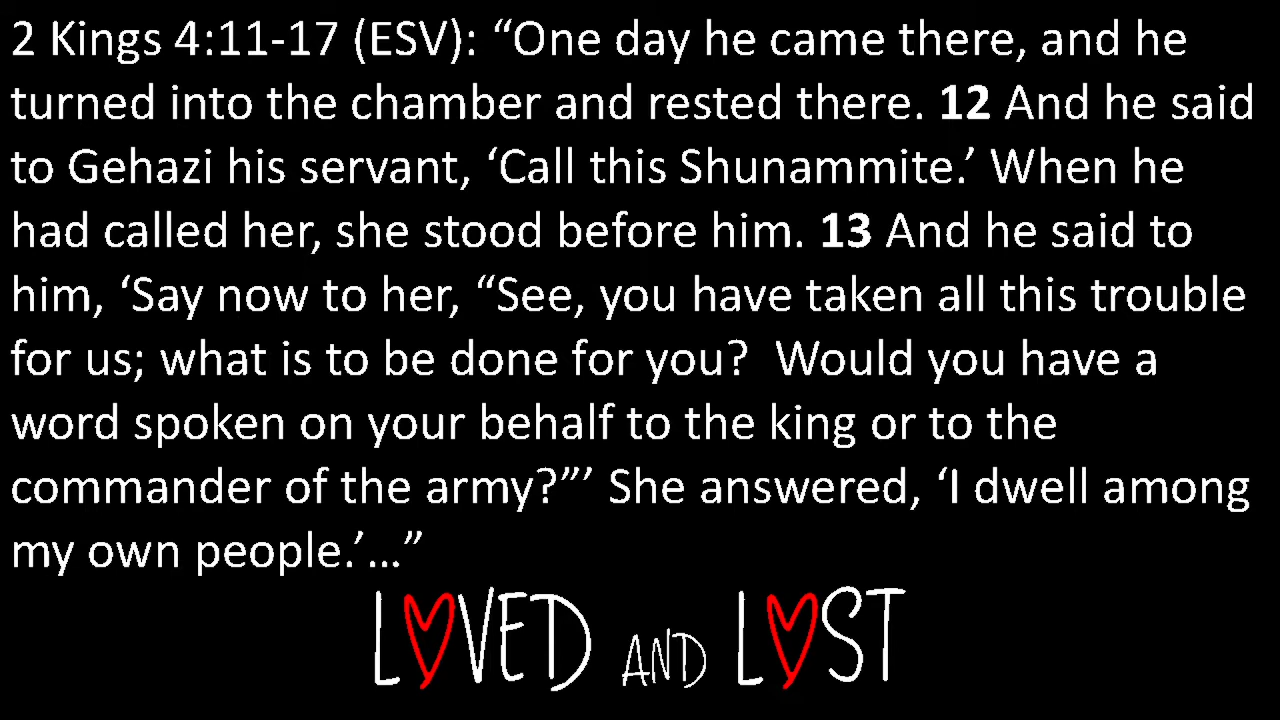 2 Kings 4:11-17 (ESV): “One day he came there, and he
turned into the chamber and rested there. 12 And he said
to Gehazi his servant, ‘Call this Shunammite.’ When he
had called her, she stood before him. 13 And he said to
him, ‘Say now to her, “See, you have taken all this trouble
for us; what is to be done for you?  Would you have a
word spoken on your behalf to the king or to the
commander of the army?”’ She answered, ‘I dwell among
my own people.’…”
LOVED AND LOST